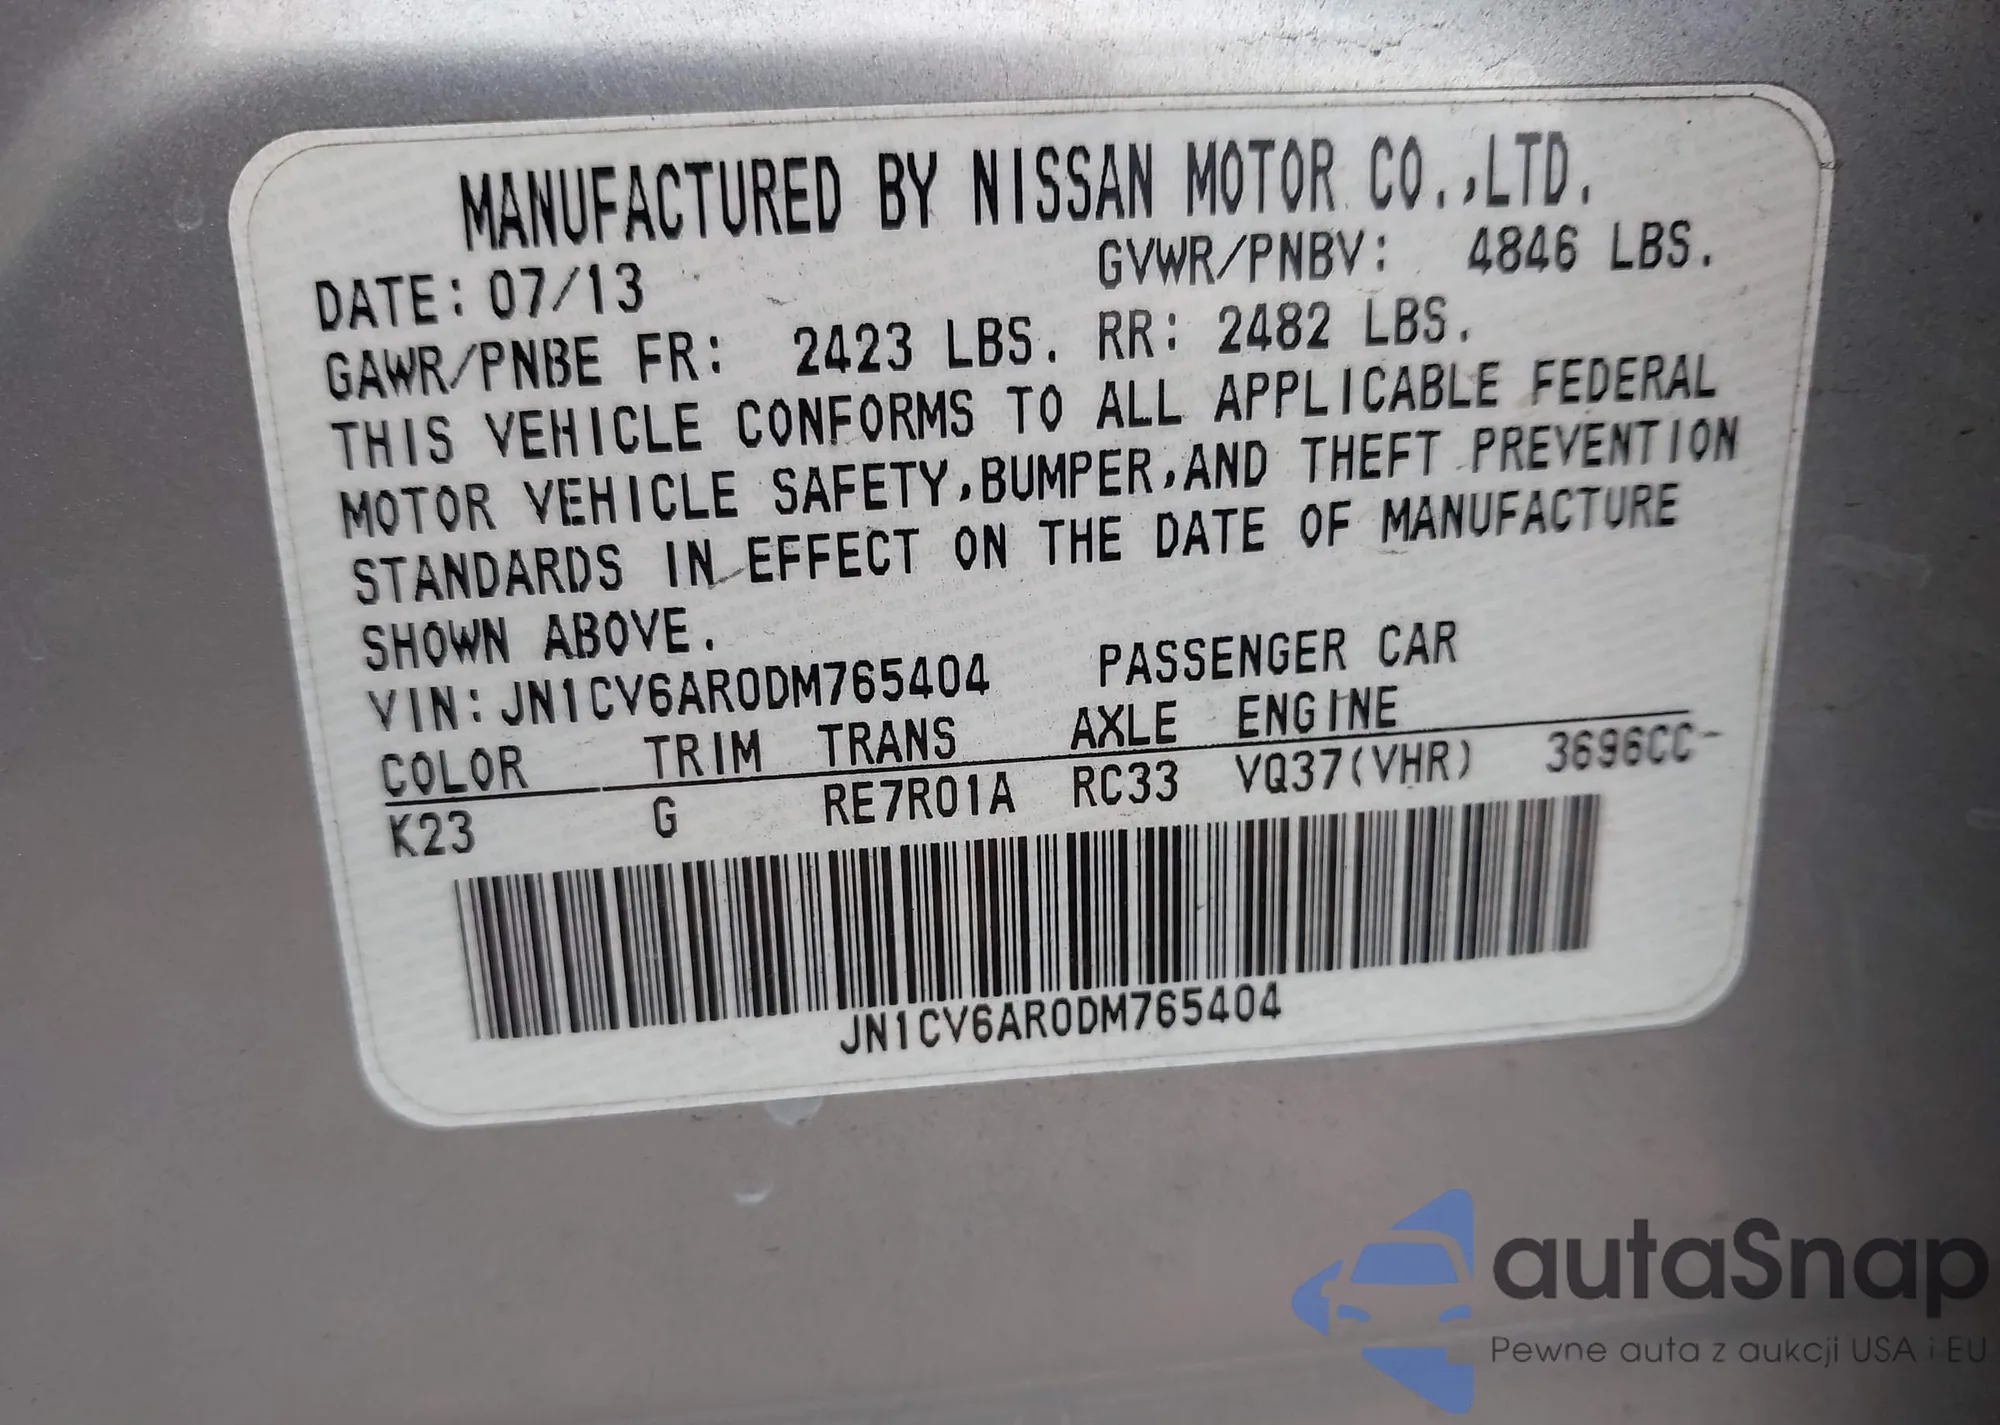 MANUFACTURED BY NISSAN MOTOR CO.,LTD.
DATE: 07/13 GVWR/PNBV: 4846 LBS.
GAWR/PNBE FR: 2423 LBS. RR: 2482 LBS.
THIS VEHICLE CONFORMS TO ALL APPLICABLE FEDERAL
MOTOR VEHICLE SAFETY,BUMPER,AND THEFT PREVENTION
STANDARDS IN EFFECT ON THE DATE OF MANUFACTURE
SHOWN ABOVE.
VIN: JN1CV6AR0DM765404 PASSENGER CAR
COLOR TRIM TRANS AXLE ENGINE
K23 G RE7R01A RC33 VQ37(VHR) 3696CC
JN1CV6AR0DM765404
autaSnap
Pewne auta z aukcji USA i EU